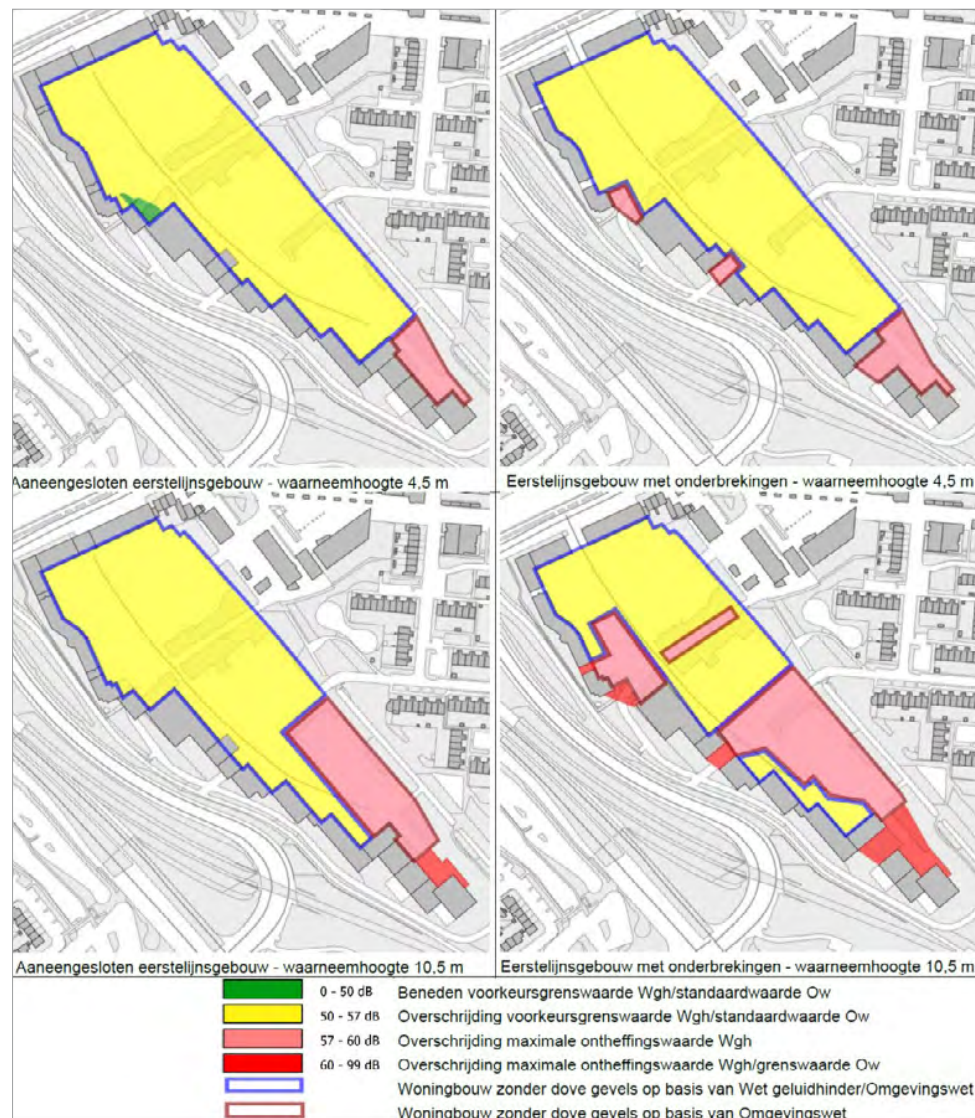 Aaneengesloten eerstelijnsgebouw - waarneemhoogte 4,5 m
Eerstelijnsgebouw met onderbrekingen - waarneemhoogte 4,5 m
Aaneengesloten eerstelijnsgebouw - waarneemhoogte 10,5 m
Eerstelijnsgebouw met onderbrekingen - waarneemhoogte 10,5 m
0 - 50 dB Beneden voorkeursgrenswaarde Wgh/standaardwaarde Ow
50 - 57 dB Overschrijding voorkeursgrenswaarde Wgh/standaardwaarde Ow
57 - 60 dB Overschrijding maximale ontheffingswaarde Wgh
60 - 99 dB Overschrijding maximale ontheffingswaarde Wgh/grenswaarde Ow
Woningbouw zonder dove gevels op basis van Wet geluidhinder/Omgevingswet
Woningbouw zonder dove gevels op basis van Omgevingswet